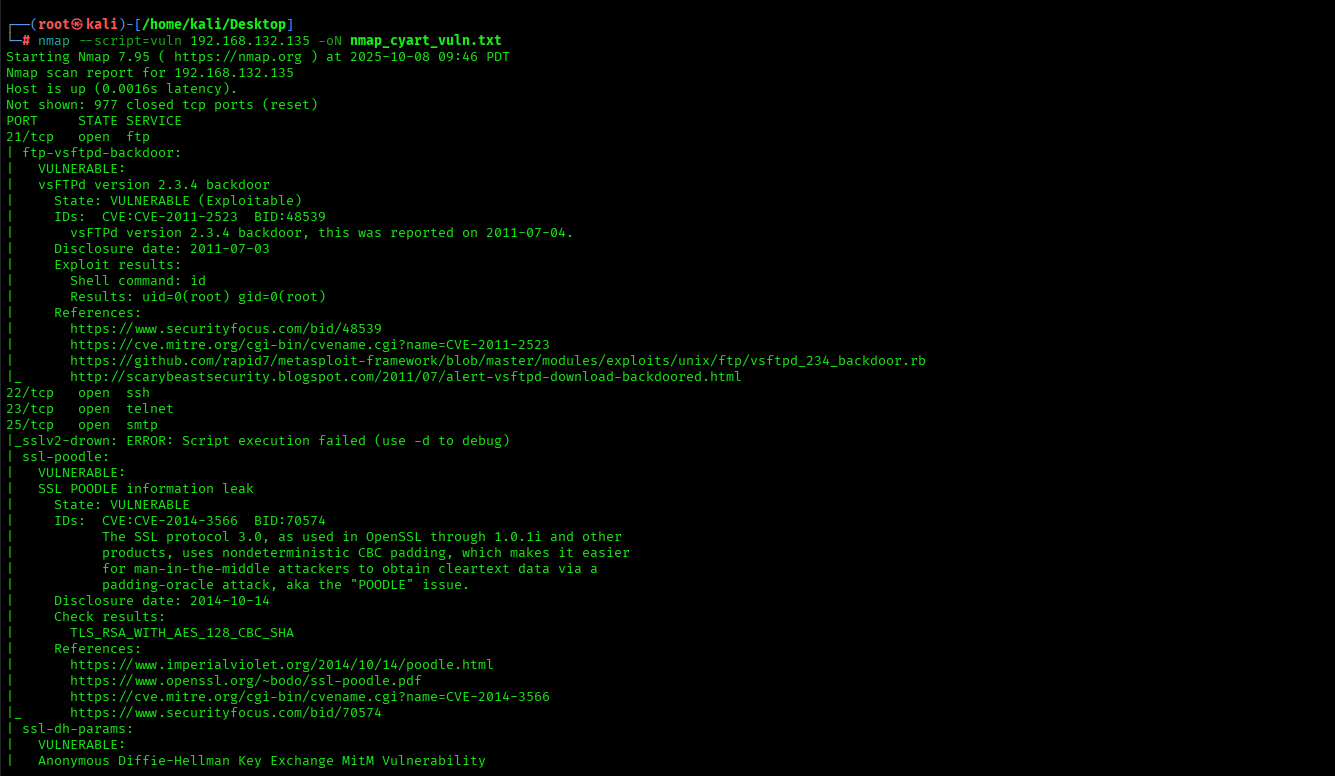 ┌──(root㉿kali)-[/home/kali/Desktop]
└─# nmap --script=vuln 192.168.132.135 -oN nmap_cyart_vuln.txt
Starting Nmap 7.95 ( https://nmap.org ) at 2025-10-08 09:46 PDT
Nmap scan report for 192.168.132.135
Host is up (0.0016s latency).
Not shown: 977 closed tcp ports (reset)
PORT     STATE SERVICE
21/tcp   open  ftp
| ftp-vsftpd-backdoor:
|   VULNERABLE:
|   vsFTPd version 2.3.4 backdoor
|     State: VULNERABLE (Exploitable)
|     IDs:  CVE:CVE-2011-2523  BID:48539
|       vsFTPd version 2.3.4 backdoor, this was reported on 2011-07-04.
|     Disclosure date: 2011-07-03
|     Exploit results:
|       Shell command: id
|       Results: uid=0(root) gid=0(root)
|     References:
|       https://www.securityfocus.com/bid/48539
|       https://cve.mitre.org/cgi-bin/cvename.cgi?name=CVE-2011-2523
|       https://github.com/rapid7/metasploit-framework/blob/master/modules/exploits/unix/ftp/vsftpd_234_backdoor.rb
|_      http://scarybeastsecurity.blogspot.com/2011/07/alert-vsftpd-download-backdoored.html
22/tcp   open  ssh
23/tcp   open  telnet
25/tcp   open  smtp
|_sslv2-drown: ERROR: Script execution failed (use -d to debug)
| ssl-poodle:
|   VULNERABLE:
|   SSL POODLE information leak
|     State: VULNERABLE
|     IDs:  CVE:CVE-2014-3566  BID:70574
|           The SSL protocol 3.0, as used in OpenSSL through 1.0.1i and other
|           products, uses nondeterministic CBC padding, which makes it easier
|           for man-in-the-middle attackers to obtain cleartext data via a
|           padding-oracle attack, aka the "POODLE" issue.
|     Disclosure date: 2014-10-14
|     Check results:
|       TLS_RSA_WITH_AES_128_CBC_SHA
|     References:
|       https://www.imperialviolet.org/2014/10/14/poodle.html
|       https://www.openssl.org/~bodo/ssl-poodle.pdf
|       https://cve.mitre.org/cgi-bin/cvename.cgi?name=CVE-2014-3566
|_      https://www.securityfocus.com/bid/70574
| ssl-dh-params:
|   VULNERABLE:
|   Anonymous Diffie-Hellman Key Exchange MitM Vulnerability